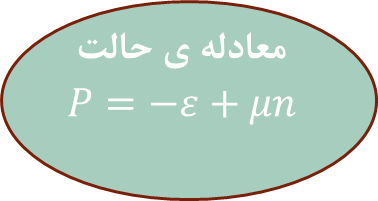 معادله ی حالت
P = −ε + μn